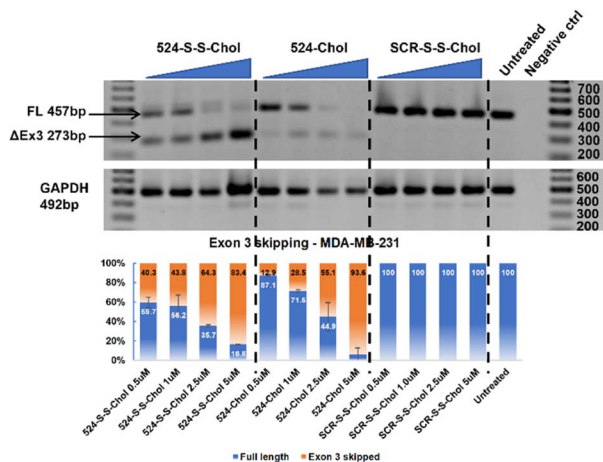 524-S-S-Chol 524-Chol SCR-S-S-Chol Untreated Negative ctrl
FL 457bp
ΔEx3 273bp
700
600
500
400
300
200
GAPDH
492bp
600
500
400
300
200
Exon 3 skipping - MDA-MB-231
100%
80%
60%
40%
20%
0%
40.3 43.8 64.3 83.4 12.9 28.5 55.1 93.6 100 100 100 100 100
59.7 56.2 35.7 16.6 87.1 71.5 44.9
524-S-S-Chol 0.5uM
524-S-S-Chol 1uM
524-S-S-Chol 2.5uM
524-S-S-Chol 5uM
524-Chol 0.5uM
524-Chol 1uM
524-Chol 2.5uM
524-Chol 5uM
SCR-S-S-Chol 0.5uM
SCR-S-S-Chol 1.0uM
SCR-S-S-Chol 2.5uM
SCR-S-S-Chol 5uM
Untreated
Full length Exon 3 skipped